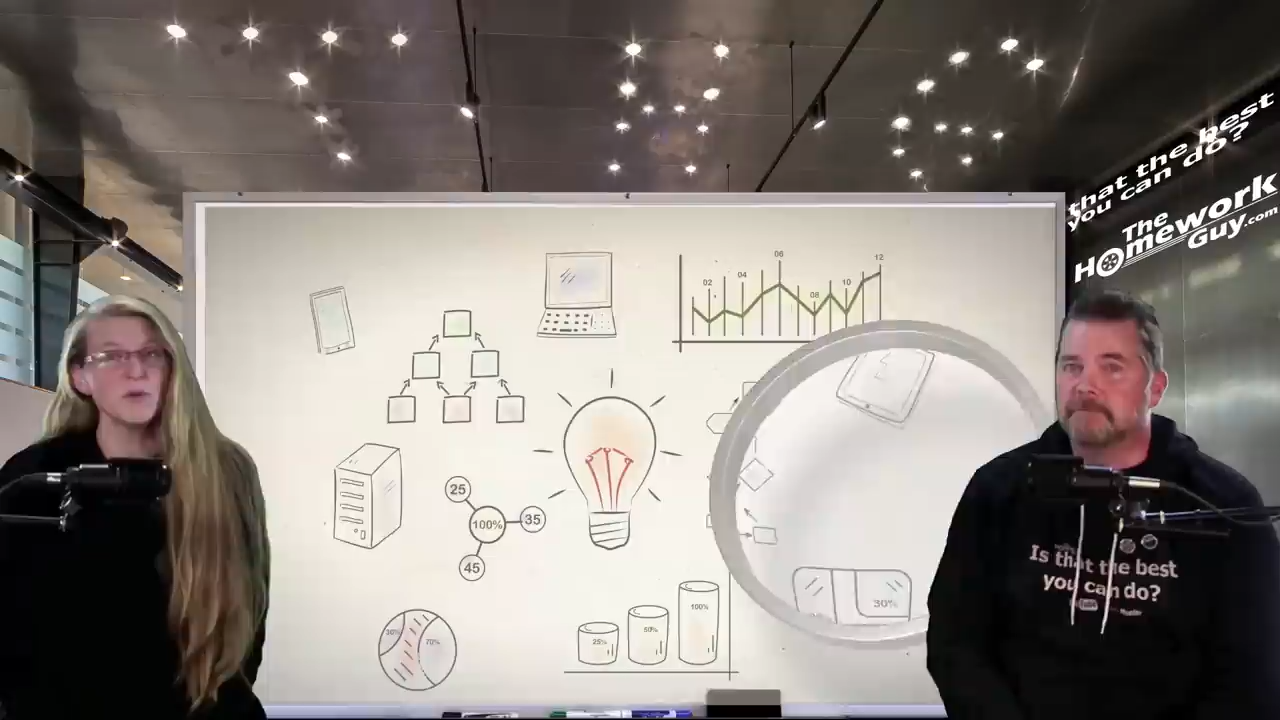 that the best
you can do?
The
Homework
Guy.com
02
04
06
08
10
12
25
100%
35
45
30%
70%
25%
50%
100%
30%
Is that the best
you can do?